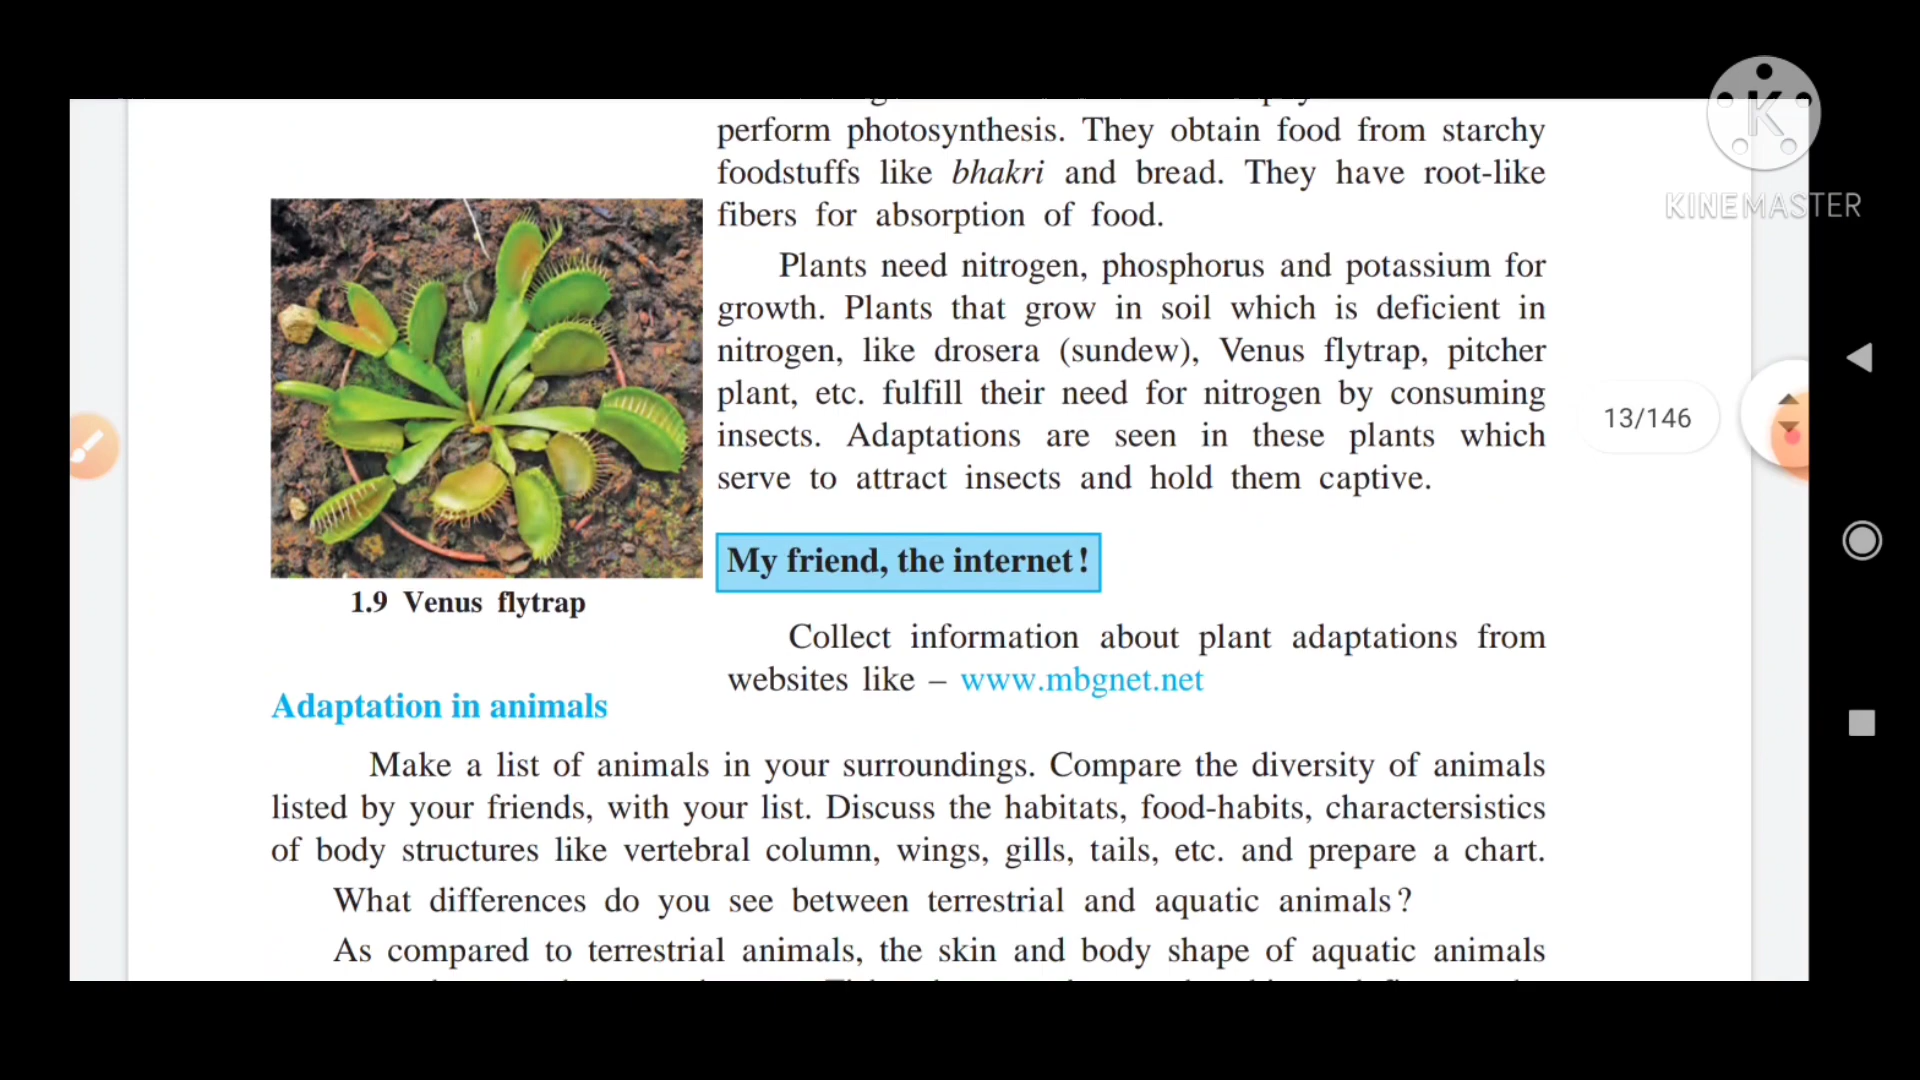 perform photosynthesis. They obtain food from starchy
foodstuffs like bhakri and bread. They have root-like
fibers for absorption of food.
Plants need nitrogen, phosphorus and potassium for
growth. Plants that grow in soil which is deficient in
nitrogen, like drosera (sundew), Venus flytrap, pitcher
plant, etc. fulfill their need for nitrogen by consuming
insects. Adaptations are seen in these plants which
serve to attract insects and hold them captive.
My friend, the internet!
1.9 Venus flytrap
Collect information about plant adaptations from
websites like – www.mbgnet.net
Adaptation in animals
Make a list of animals in your surroundings. Compare the diversity of animals
listed by your friends, with your list. Discuss the habitats, food-habits, charactersistics
of body structures like vertebral column, wings, gills, tails, etc. and prepare a chart.
What differences do you see between terrestrial and aquatic animals?
As compared to terrestrial animals, the skin and body shape of aquatic animals
13/146
K
KINEMASTER